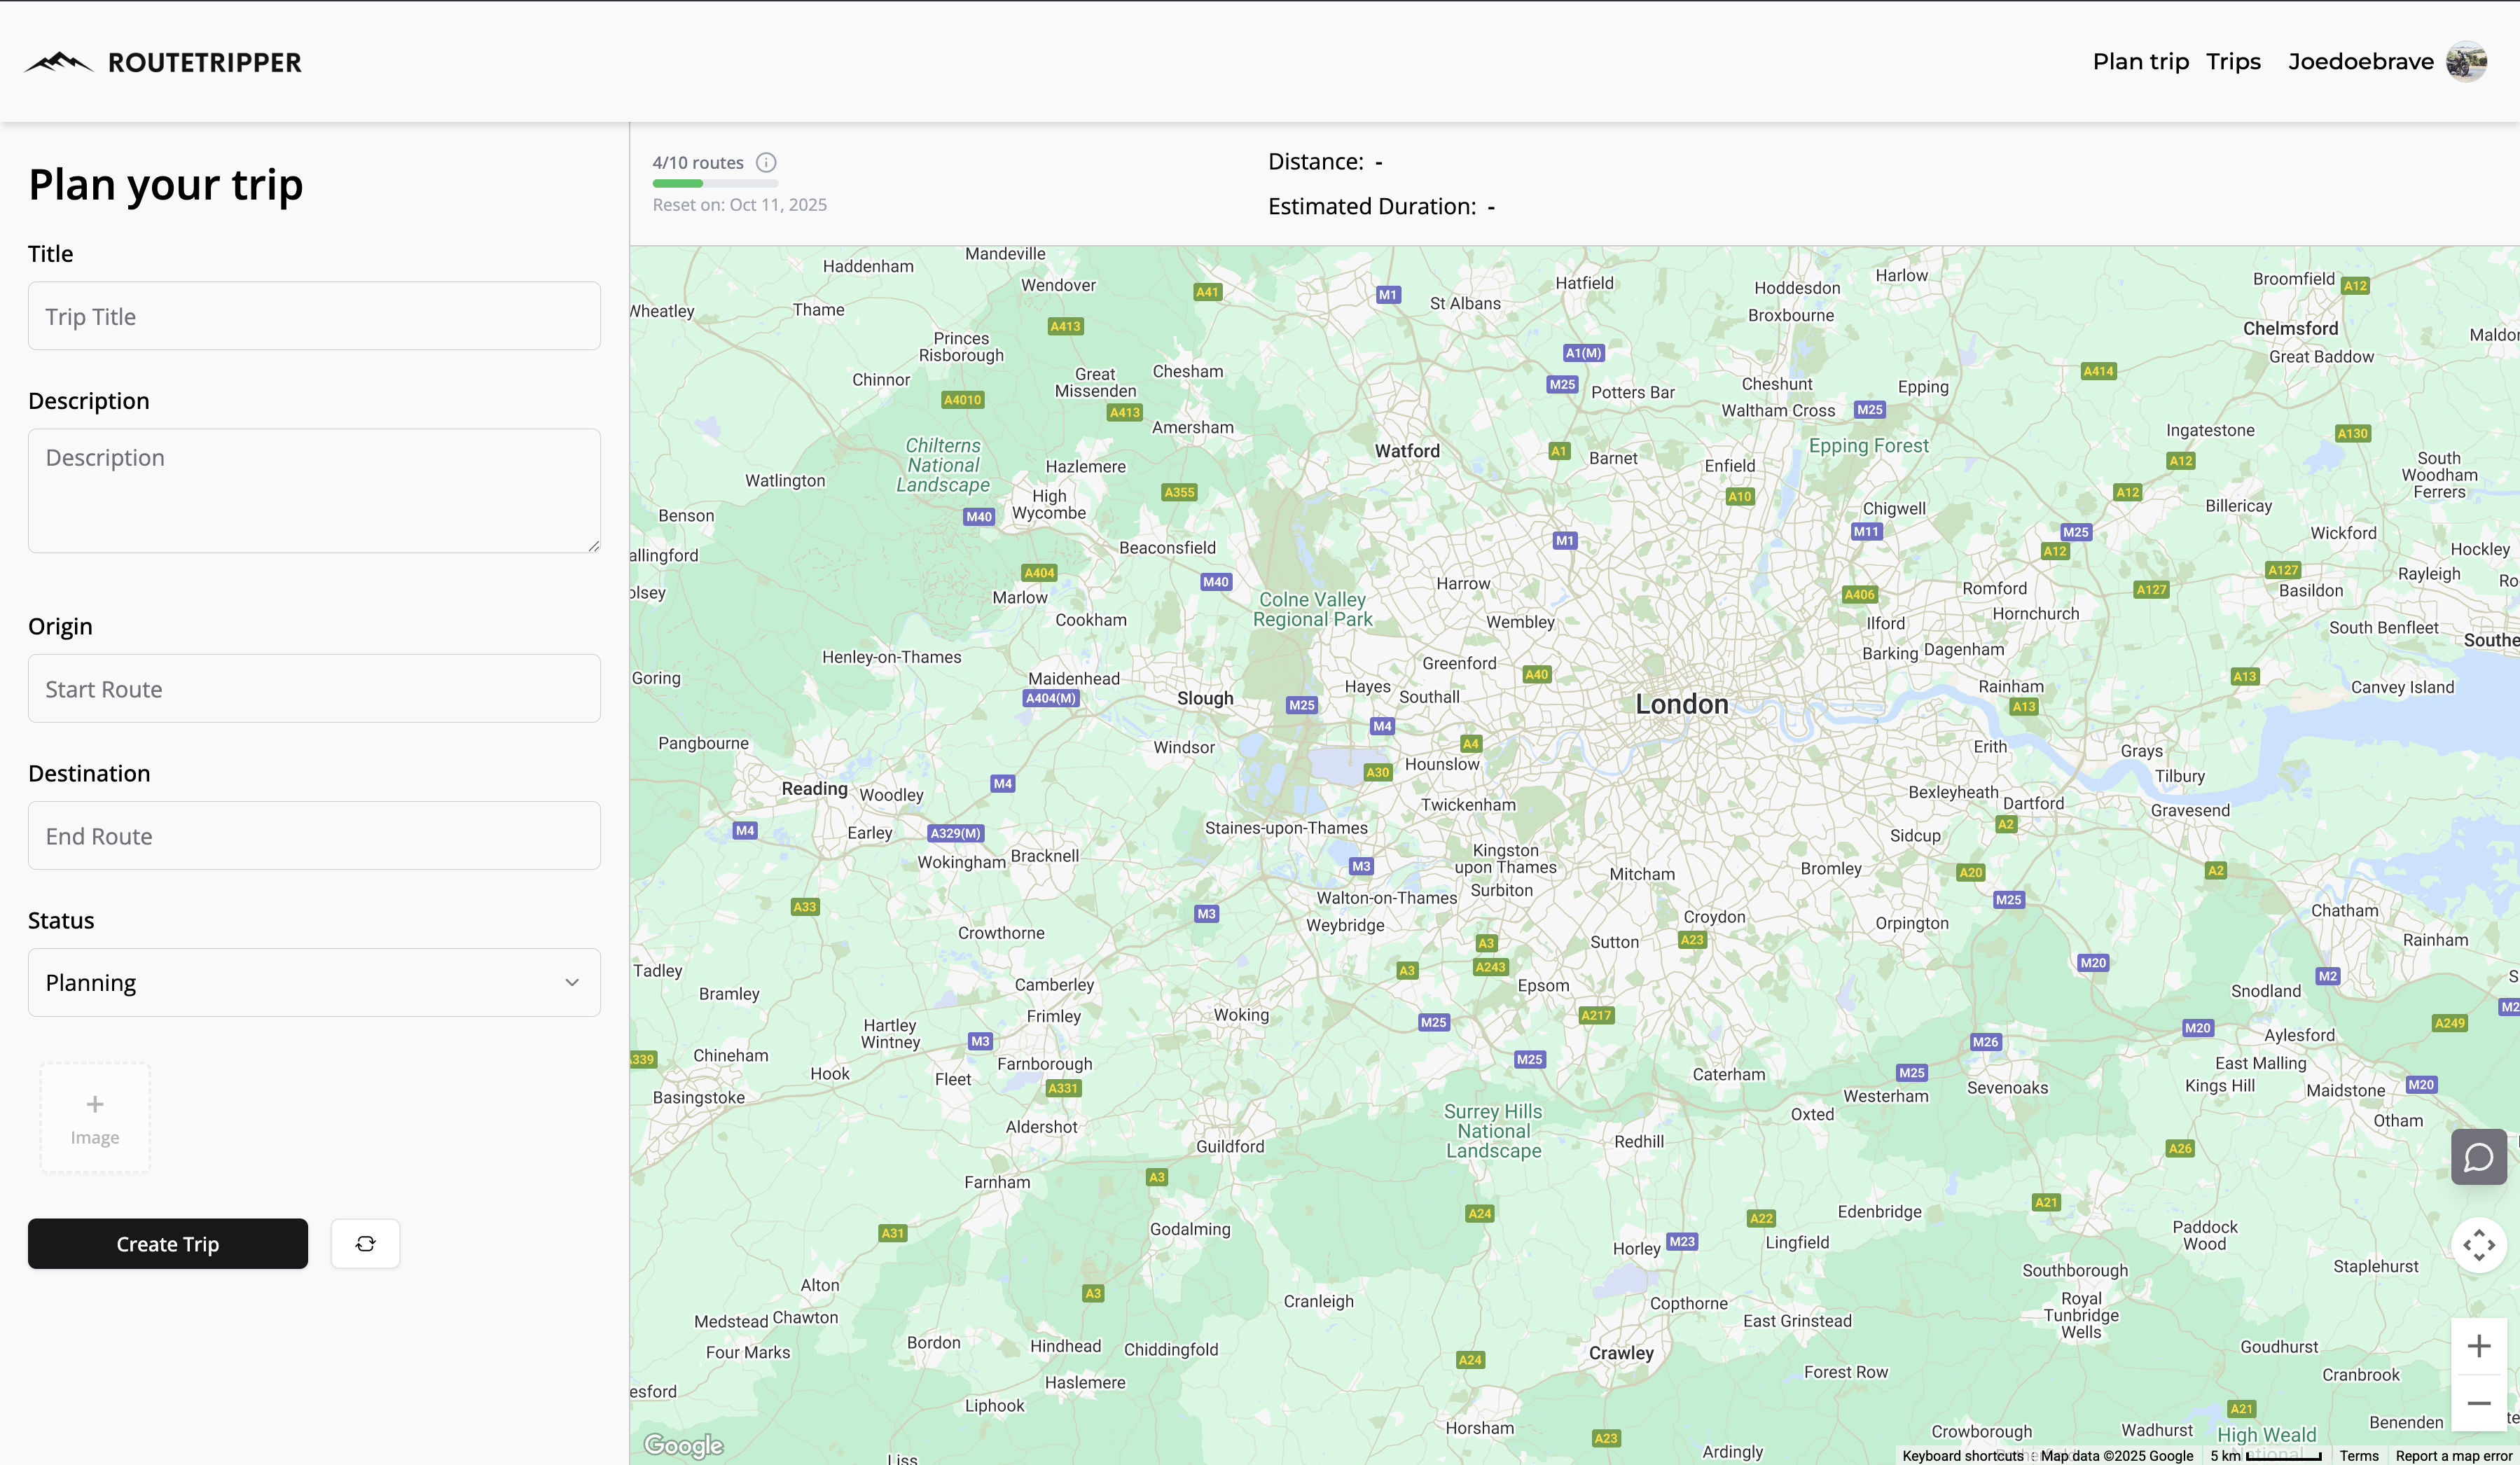 ROUTETRIPPER
Plan trip Trips Joedoebrave
Plan your trip
Title
Trip Title
Description
Description
Origin
Start Route
Destination
End Route
Status
Planning
+
Image
Create Trip
4/10 routes
Reset on: Oct 11, 2025
Distance: -
Estimated Duration: -
Mandeville
Haddenham
Wendover
A41
M1
Hatfield
St Albans
Hoddesdon
Broxbourne
Harlow
Broomfield
A12
Wheatley
Thame
A413
Chelmsford
Great Baddow
Princes
Risborough
A1(M)
Chinnor
Great
Missenden
Chesham
M25
Potters Bar
Cheshunt
Waltham Cross
M25
Epping
A414
A4010
A413
Amersham
Chilterns
National
Landscape
Watford
A1
Barnet
Enfield
Epping Forest
Ingatestone
A12
A130
Watlington
Hazlemere
High
Wycombe
A355
M40
A10
Chigwell
M11
A12
Billericay
South
Woodham
Ferrers
Benson
Beaconsfield
M1
M25
A12
Wickford
Hockley
allingford
A404
M40
Harrow
A127
Rayleigh
olsey
Marlow
Cookham
Colne Valley
Regional Park
Wembley
A406
Romford
Hornchurch
A127
Basildon
Ilford
South Benfleet
Henley-on-Thames
Greenford
A40
Barking
Dagenham
Goring
Maidenhead
A404(M)
Slough
M25
Hayes
Southall
London
Rainham
A13
A13
Canvey Island
M4
Pangbourne
Windsor
A4
Hounslow
A30
Erith
Grays
Tilbury
Reading
Woodley
M4
Twickenham
Bexleyheath
Dartford
Gravesend
M4
Earley
A329(M)
Staines-upon-Thames
A2
Sidcup
Wokingham
Bracknell
M3
Kingston
upon Thames
Surbiton
Mitcham
Bromley
A20
A2
A33
M3
Walton-on-Thames
Weybridge
Croydon
M25
Orpington
Chatham
Crowthorne
A3
Sutton
A23
Rainham
Tadley
A3
A243
M20
M2
Bramley
Camberley
Epsom
Snodland
Frimley
Woking
M25
A217
Hartley
Wintney
M3
M26
M20
Aylesford
A249
A339
Chineham
Hook
Fleet
Farnborough
A331
M25
Caterham
M25
Westerham
Sevenoaks
East Malling
Kings Hill
Maidstone
M20
Basingstoke
Aldershot
Guildford
Surrey Hills
National
Landscape
Redhill
Oxted
Otham
A26
Farnham
A3
A31
Godalming
A24
A22
Edenbridge
A21
Paddock
Wood
Horley
M23
Lingfield
Alton
A3
Cranleigh
Copthorne
East Grinstead
Southborough
Royal
Tunbridge
Wells
Staplehurst
Medstead
Chawton
Four Marks
Bordon
Hindhead
Chiddingfold
A24
Crawley
Forest Row
Goudhurst
Cranbrook
esford
Haslemere
Liphook
Horsham
A23
Ardingly
Crowborough
Wadhurst
A21
High Weald
Benenden
Liss
Google
Keyboard shortcuts Map data ©2025 Google 5 km Terms Report a map error